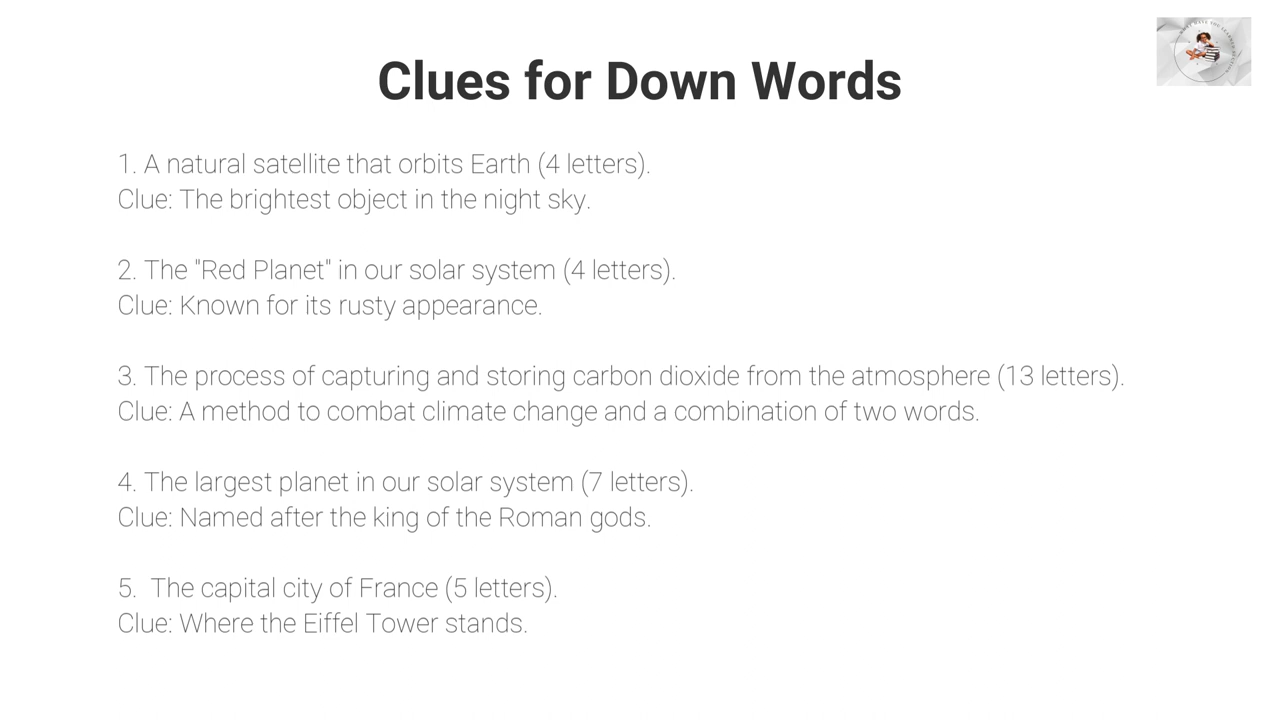 Clues for Down Words
1. A natural satellite that orbits Earth (4 letters).
Clue: The brightest object in the night sky.
2. The "Red Planet" in our solar system (4 letters).
Clue: Known for its rusty appearance.
3. The process of capturing and storing carbon dioxide from the atmosphere (13 letters).
Clue: A method to combat climate change and a combination of two words.
4. The largest planet in our solar system (7 letters).
Clue: Named after the king of the Roman gods.
5.  The capital city of France (5 letters).
Clue: Where the Eiffel Tower stands.